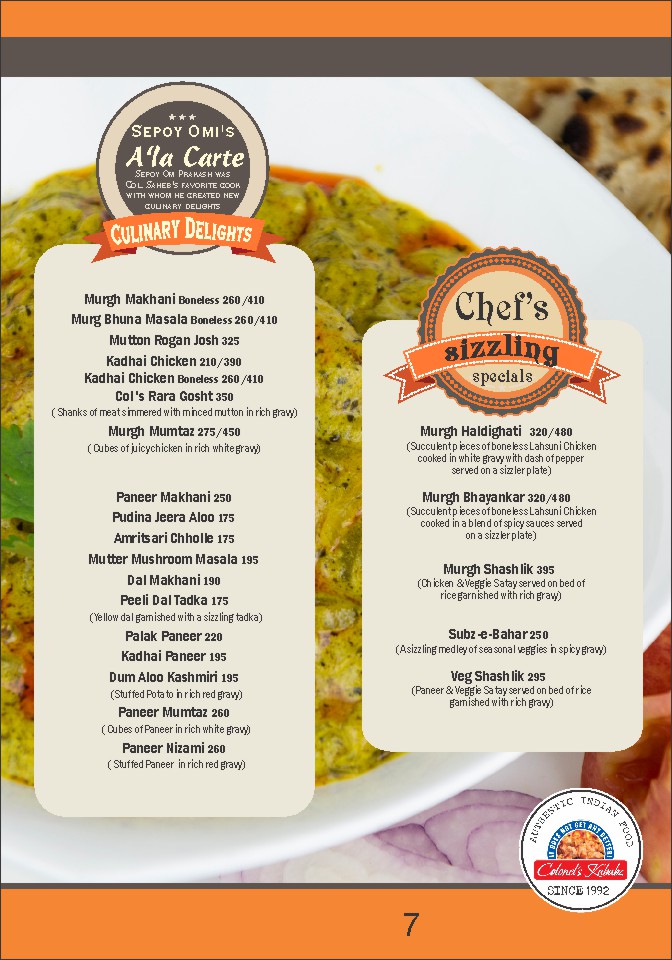 ★★★
SEPOY OMI'S
A'la Carte
SEPOY OM PRAKASH WAS
COL. SAHEB'S FAVORITE COOK
WITH WHOM HE CREATED NEW
CULINARY DELIGHTS
CULINARY DELIGHTS
Murgh Makhani Boneless 260/410
Murg Bhuna Masala Boneless 260/410
Mutton Rogan Josh 325
Kadhai Chicken 210/390
Kadhai Chicken Boneless 260/410
Col's Rara Gosht 350
( Shanks of meat simmered with minced mutton in rich gravy)
Murgh Mumtaz 275/450
( Cubes of juicy chicken in rich white gravy)
Paneer Makhani 250
Pudina Jeera Aloo 175
Amritsari Chholle 175
Mutter Mushroom Masala 195
Dal Makhani 190
Peeli Dal Tadka 175
(Yellow dal garnished with a sizzling tadka)
Palak Paneer 220
Kadhai Paneer 195
Dum Aloo Kashmiri 195
(Stuffed Potato in rich red gravy)
Paneer Mumtaz 260
( Cubes of Paneer in rich white gravy)
Paneer Nizami 260
( Stuffed Paneer in rich red gravy)
Chef's
sizzling
specials
Murgh Haldighati 320/480
(Succulent pieces of boneless Lahsuni Chicken
cooked in white gravy with dash of pepper
served on a sizzler plate)
Murgh Bhayankar 320/480
(Succulent pieces of boneless Lahsuni Chicken
cooked in a blend of spicy sauces served
on a sizzler plate)
Murgh Shashlik 395
(Chicken & Veggie Satay served on bed of
rice garnished with rich gravy)
Subz-e-Bahar 250
(A sizzling medley of seasonal veggies in spicy gravy)
Veg Shashlik 295
(Paneer & Veggie Satay served on bed of rice
garnished with rich gravy)
AUTHENTIC INDIAN FOOD
IT DOES NOT GET ANY BETTER!
Colonel's Kababz
SINCE 1992
7